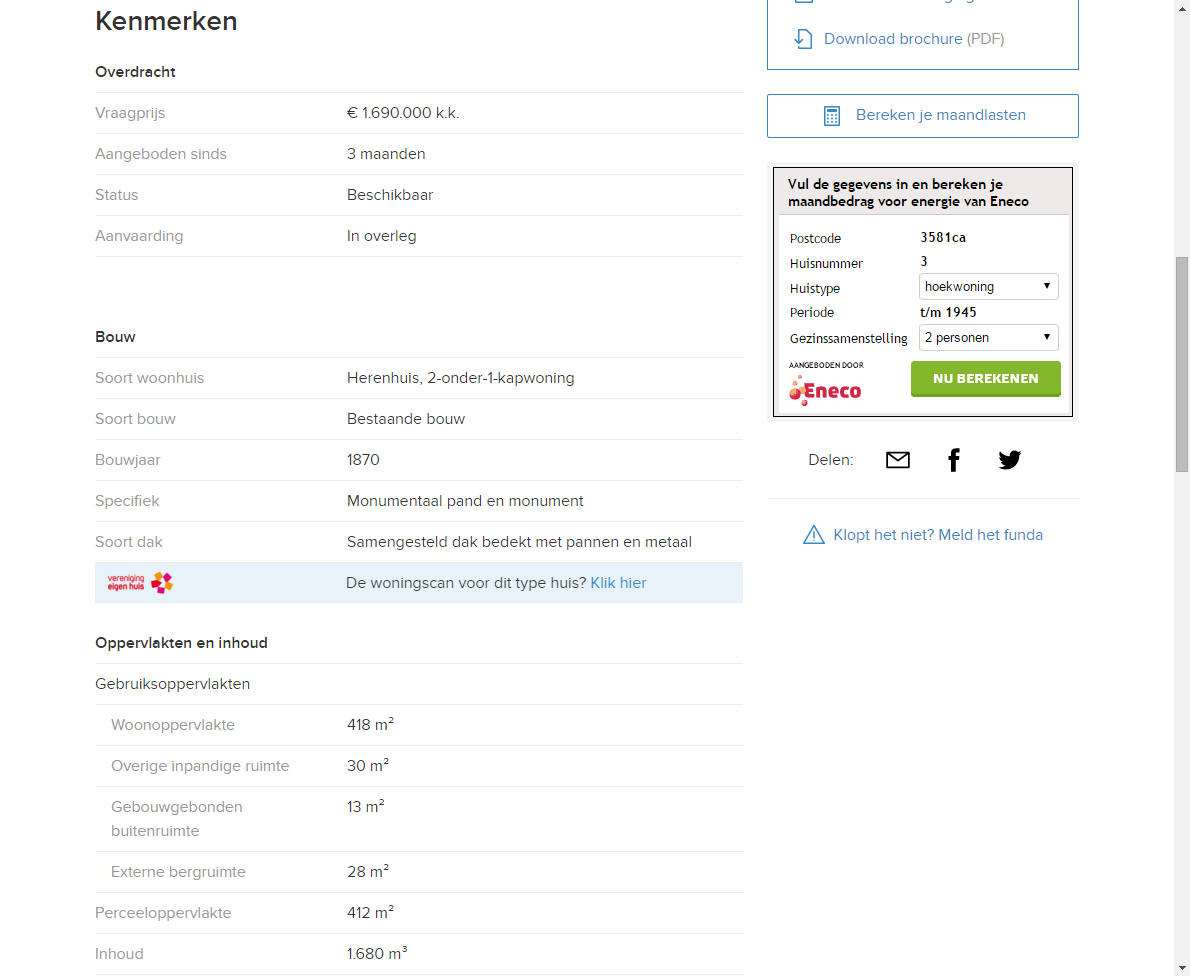 Kenmerken
Overdracht
Vraagprijs € 1.690.000 k.k.
Aangeboden sinds 3 maanden
Status Beschikbaar
Aanvaarding In overleg
Bouw
Soort woonhuis Herenhuis, 2-onder-1-kapwoning
Soort bouw Bestaande bouw
Bouwjaar 1870
Specifiek Monumentaal pand en monument
Soort dak Samengesteld dak bedekt met pannen en metaal
vereniging
eigen huis
De woningscan voor dit type huis? Klik hier
Oppervlakten en inhoud
Gebruiksoppervlakten
Woonoppervlakte 418 m²
Overige inpandige ruimte 30 m²
Gebouwgebonden 13 m²
buitenruimte
Externe bergruimte 28 m²
Perceeloppervlakte 412 m²
Inhoud 1.680 m³
Download brochure (PDF)
Bereken je maandlasten
Vul de gegevens in en bereken je
maandbedrag voor energie van Eneco
Postcode 3581ca
Huisnummer 3
Huistype hoekwoning
Periode t/m 1945
Gezinssamenstelling 2 personen
AANGEBODEN DOOR
Eneco
NU BEREKENEN
Delen:
Klopt het niet? Meld het funda